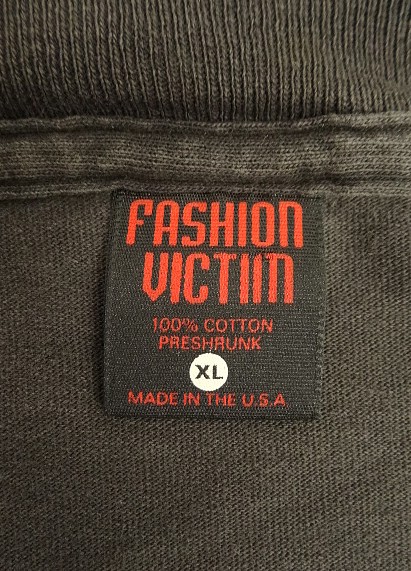 FASHION
VICTIM
100% COTTON
PRESHRUNK
XL
MADE IN THE U.S.A